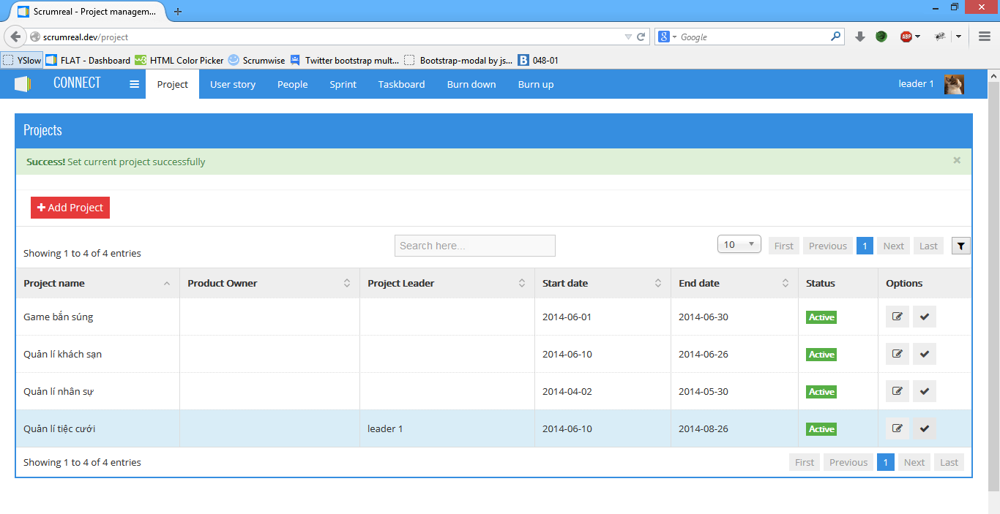 Scrumreal - Project managem...
scrumreal.dev/project
Google
YSlow FLAT - Dashboard HTML Color Picker Scrumwise Twitter bootstrap mult... Bootstrap-modal by js... 048-01
CONNECT Project User story People Sprint Taskboard Burn down Burn up leader 1
Projects
Success! Set current project successfully
Add Project
Showing 1 to 4 of 4 entries Search here... 10 First Previous 1 Next Last
Project name Product Owner Project Leader Start date End date Status Options
Game bắn súng 2014-06-01 2014-06-30 Active
Quản lí khách sạn 2014-06-10 2014-06-26 Active
Quản lí nhân sự 2014-04-02 2014-05-30 Active
Quản lí tiệc cưới leader 1 2014-06-10 2014-08-26 Active
Showing 1 to 4 of 4 entries First Previous 1 Next Last